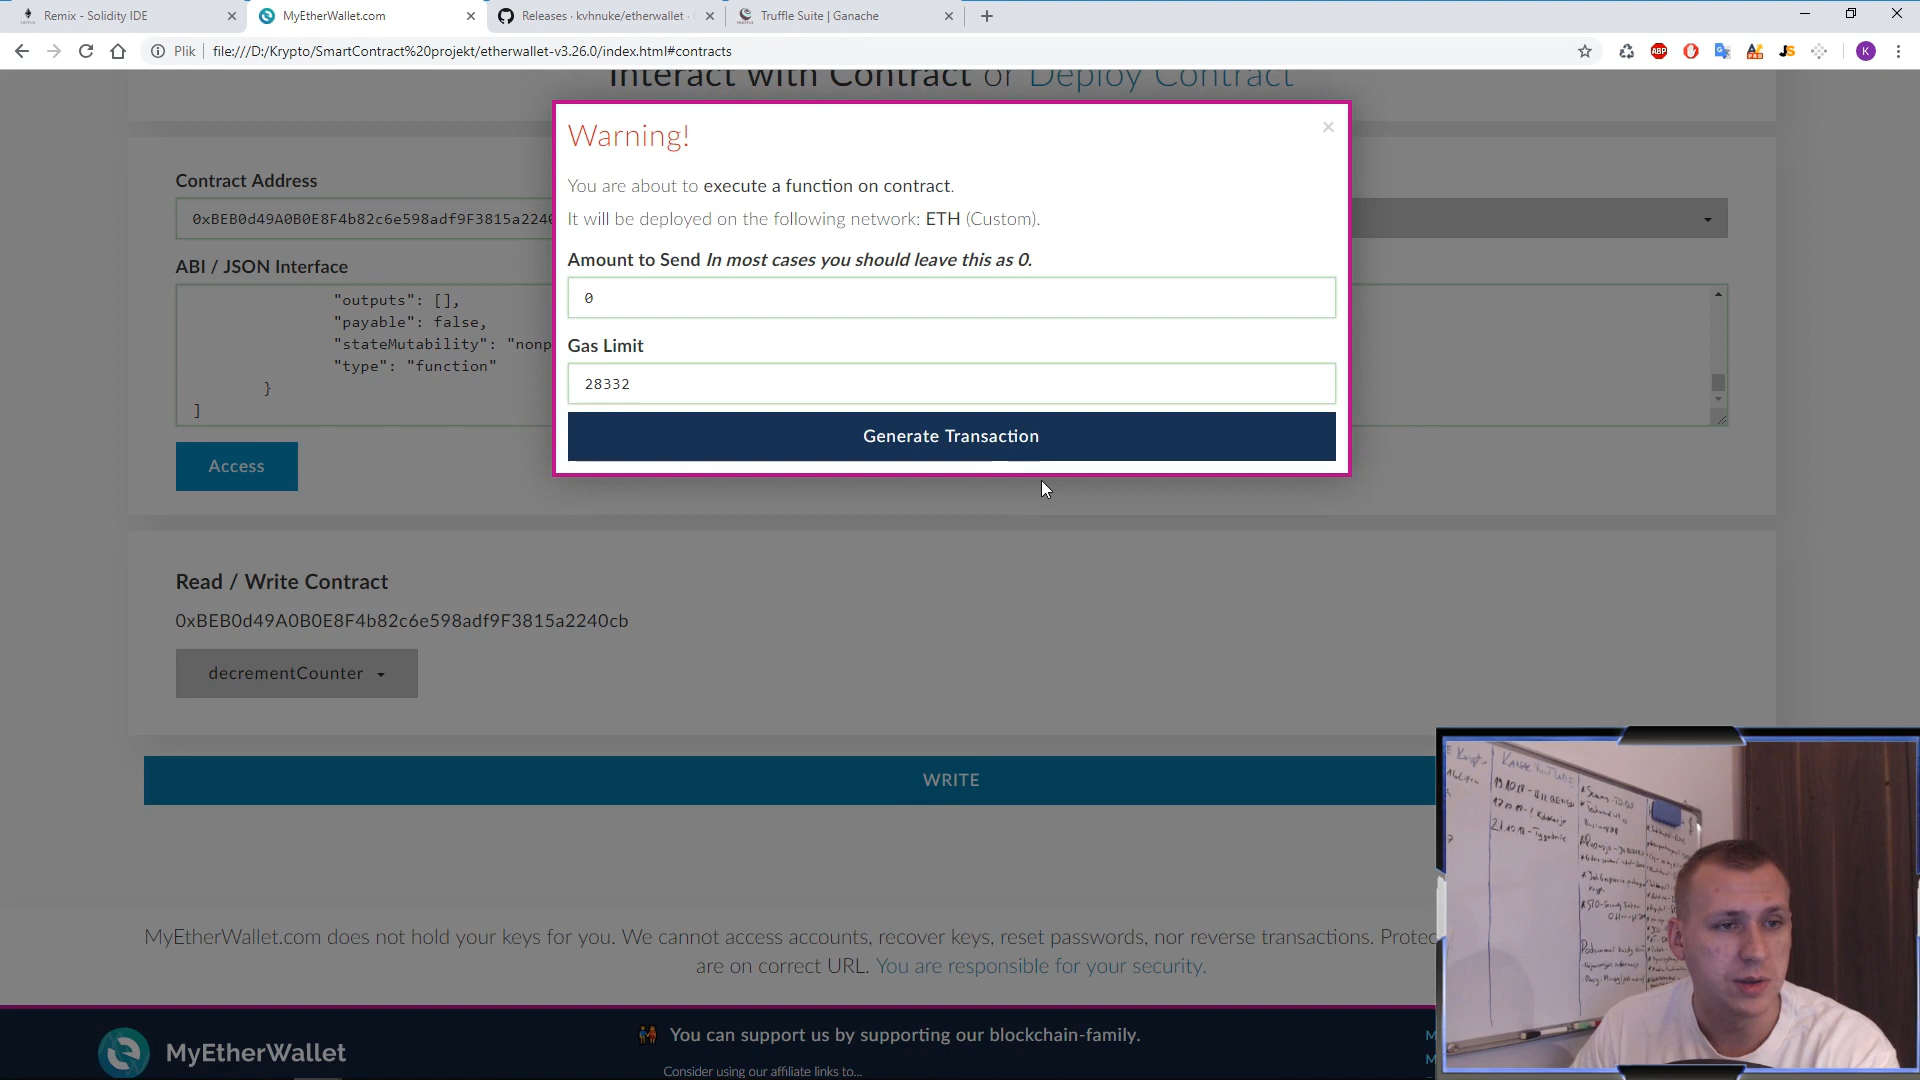 Remix - Solidity IDE
MyEtherWallet.com
Releases · kvhnuke/etherwallet ·
Truffle Suite | Ganache
Plik
file:///D:/Krypto/SmartContract%20projekt/etherwallet-v3.26.0/index.html#contracts
ABP
JS
K
Interact with Contract or Deploy Contract
Warning!
You are about to execute a function on contract.
It will be deployed on the following network: ETH (Custom).
Amount to Send In most cases you should leave this as 0.
0
Gas Limit
28332
Generate Transaction
Contract Address
0xBEB0d49A0B0E8F4b82c6e598adf9F3815a2240
ABI / JSON Interface
"outputs": [],
"payable": false,
"stateMutability": "nonp
"type": "function"
}
]
Access
Read / Write Contract
0xBEB0d49A0B0E8F4b82c6e598adf9F3815a2240cb
decrementCounter
WRITE
MyEtherWallet.com does not hold your keys for you. We cannot access accounts, recover keys, reset passwords, nor reverse transactions. Protec
are on correct URL. You are responsible for your security.
MyEtherWallet
You can support us by supporting our blockchain-family.
Consider using our affiliate links to...
M
M